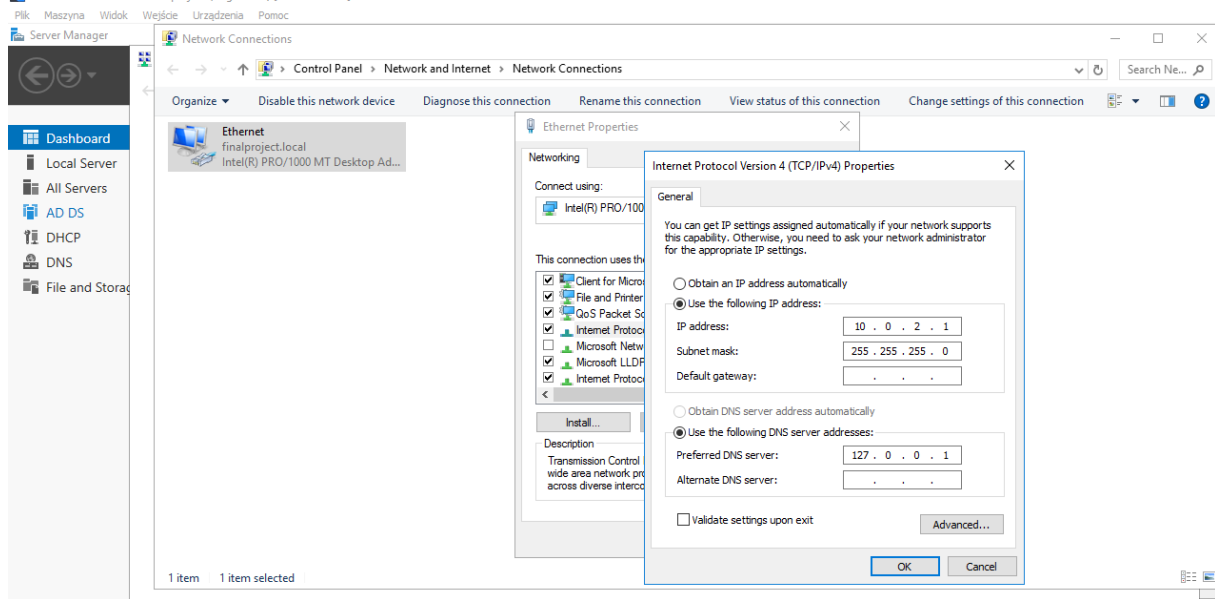 Plik Maszyna Widok Wejście Urządzenia Pomoc
Server Manager
Network Connections
Control Panel > Network and Internet > Network Connections
Search Ne...
Organize Disable this network device Diagnose this connection Rename this connection View status of this connection Change settings of this connection
Dashboard
Local Server
All Servers
AD DS
DHCP
DNS
File and Storag
Ethernet
finalproject.local
Intel(R) PRO/1000 MT Desktop Ad...
Ethernet Properties
Networking
Connect using:
Intel(R) PRO/100
This connection uses the
Client for Micros
File and Printer
QoS Packet Sc
Internet Protoco
Microsoft Netw
Microsoft LLDP
Internet Protoco
Install...
Description
Transmission Control
wide area network pro
across diverse interco
Internet Protocol Version 4 (TCP/IPv4) Properties
General
You can get IP settings assigned automatically if your network supports
this capability. Otherwise, you need to ask your network administrator
for the appropriate IP settings.
Obtain an IP address automatically
Use the following IP address:
IP address: 10 . 0 . 2 . 1
Subnet mask: 255 . 255 . 255 . 0
Default gateway: . . .
Obtain DNS server address automatically
Use the following DNS server addresses:
Preferred DNS server: 127 . 0 . 0 . 1
Alternate DNS server: . . .
Validate settings upon exit
Advanced...
OK Cancel
1 item 1 item selected